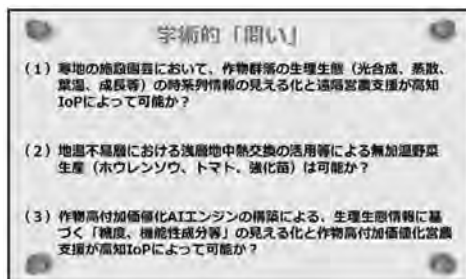 学術的「問い」
(1) 寒地の施設園芸において、作物群落の生理生態(光合成、蒸散、
葉温、成長等)の時系列情報の見える化と遠隔営農支援が高知
IoPによって可能か?
(2) 地温不易層における浅層地中熱交換の活用等による無加温野菜
生産(ホウレンソウ、トマト、強化苗)は可能か?
(3) 作物高付加価値化AIエンジンの構築による、生理生態情報に基
づく「糖度、機能性成分等」の見える化と作物高付加価値化営農
支援が高知IoPによって可能か?